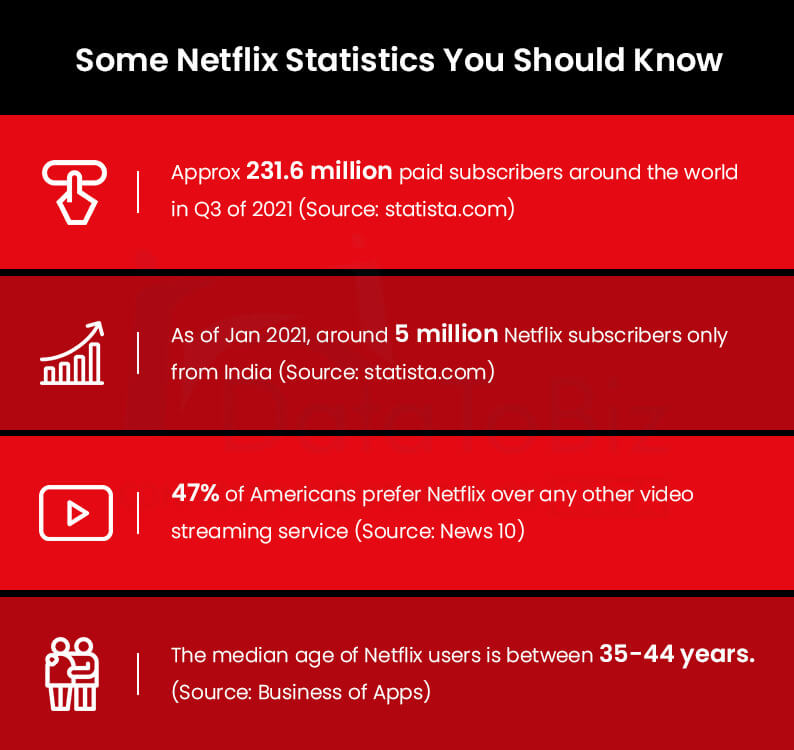 Some Netflix Statistics You Should Know
Approx 231.6 million paid subscribers around the world
in Q3 of 2021 (Source: statista.com)
As of Jan 2021, around 5 million Netflix subscribers only
from India (Source: statista.com)
47% of Americans prefer Netflix over any other video
streaming service (Source: News 10)
The median age of Netflix users is between 35-44 years.
(Source: Business of Apps)